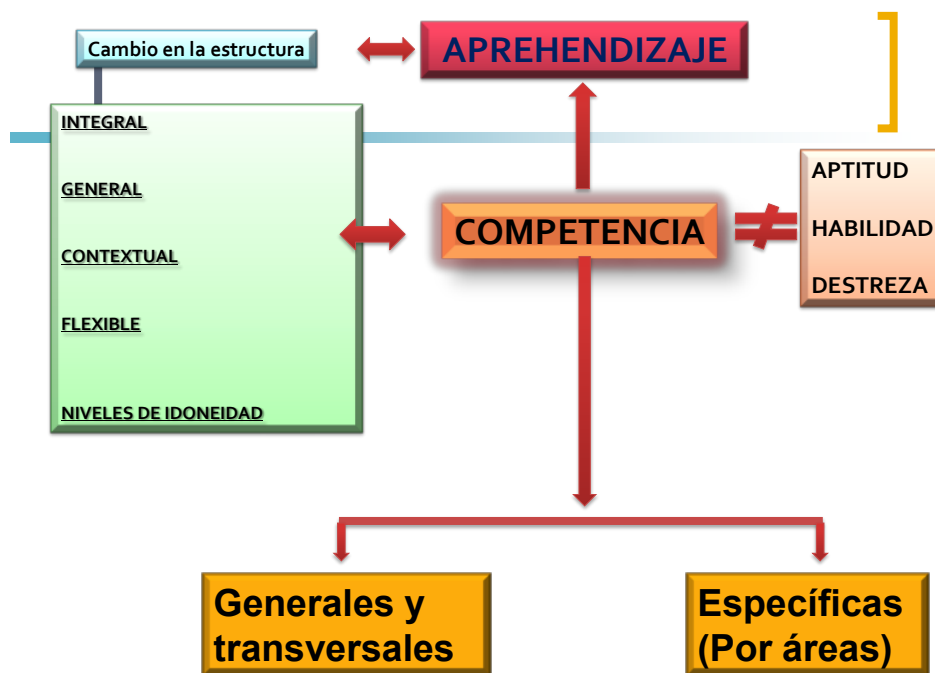 Cambio en la estructura
APREHENDIZAJE
INTEGRAL
GENERAL
CONTEXTUAL
FLEXIBLE
NIVELES DE IDONEIDAD
COMPETENCIA
APTITUD
HABILIDAD
DESTREZA
Generales y
transversales
Específicas
(Por áreas)